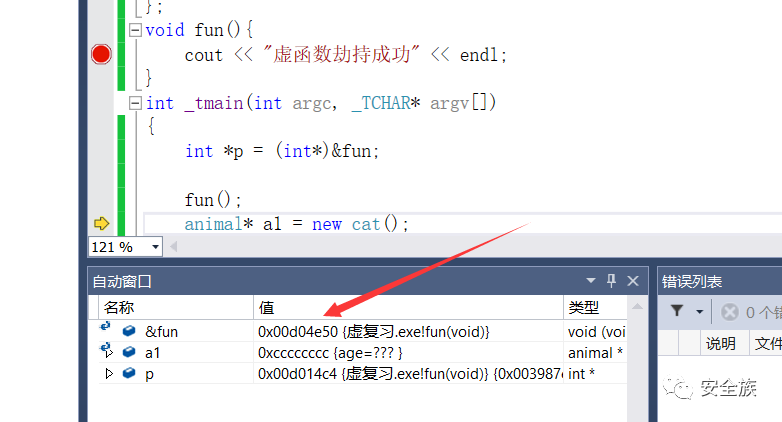 };
void fun(){
cout << "虚函数劫持成功" << endl;
}
int _tmain(int argc, _TCHAR* argv[])
{
int *p = (int*)&fun;
fun();
animal* a1 = new cat();
121 %
自动窗口
错误列表
名称 值 类型
0 个错
&fun 0x00d04e50 {虚复习.exe!fun(void)} void (voi
说明 文件
a1 0xcccccccc {age=??? } animal *
p 0x00d014c4 {虚复习.exe!fun(void)} {0x003987e int *
安全族